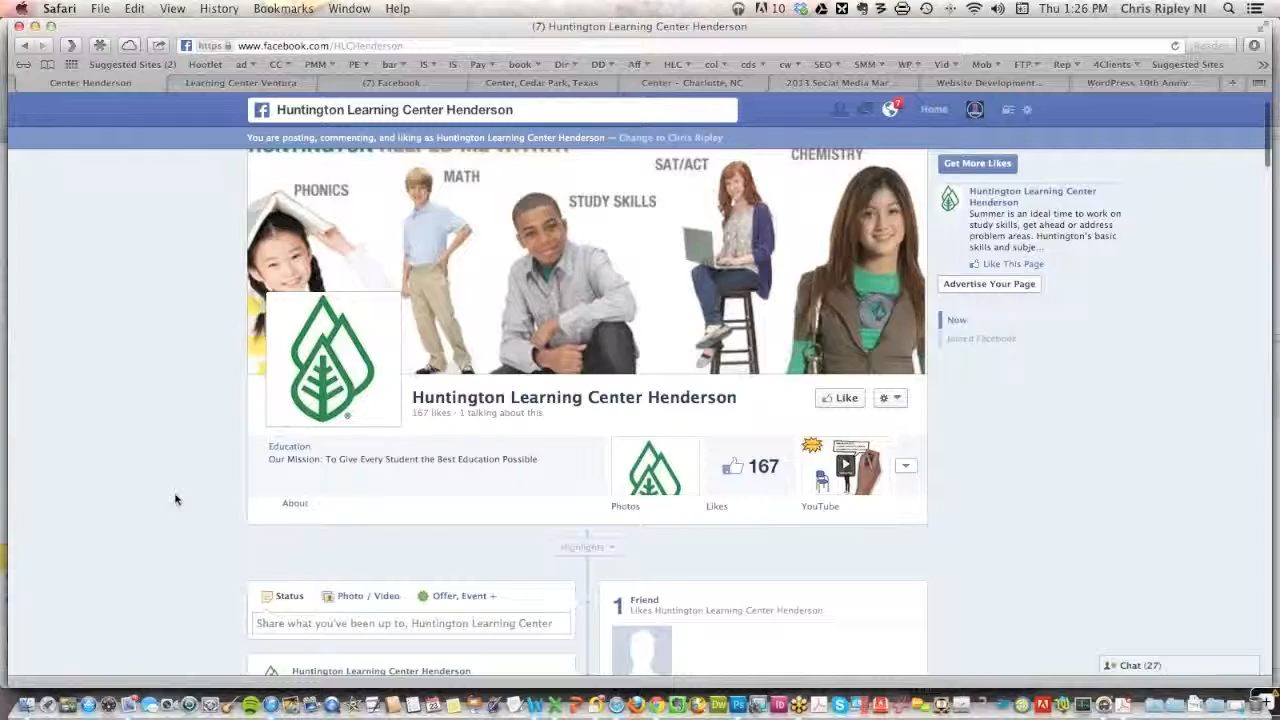 Safari File Edit View History Bookmarks Window Help 10 Thu 1:26 PM Chris Ripley NI
(7) Huntington Learning Center Henderson
https www.facebook.com/HLCHenderson Reader
Suggested Sites (2) Hootlet ad CC PMM PE bar IS IS Pay book Dir DD Aff HLC col cds cw SEO SMM WP Vid Mob FTP Rep 4Clients Suggested Sites
Center Henderson Learning Center Ventura (7) Facebook Center, Cedar Park, Texas Center – Charlotte, NC 2013 Social Media Mar... Website Development... WordPress 10th Anniv...
Huntington Learning Center Henderson 7 Home
You are posting, commenting, and liking as Huntington Learning Center Henderson — Change to Chris Ripley
PHONICS
MATH
STUDY SKILLS
SAT/ACT
CHEMISTRY
Huntington Learning Center Henderson
167 likes · 1 talking about this
Like
Education
Our Mission: To Give Every Student the Best Education Possible
About
Photos
167
Likes
YouTube
Highlights
Status Photo / Video Offer, Event +
Share what you've been up to, Huntington Learning Center
Huntington Learning Center Henderson
1 Friend
Likes Huntington Learning Center Henderson
Get More Likes
Huntington Learning Center
Henderson
Summer is an ideal time to work on
study skills, get ahead or address
problem areas. Huntington's basic
skills and subje...
Like This Page
Advertise Your Page
Now
Joined Facebook
Chat (27)